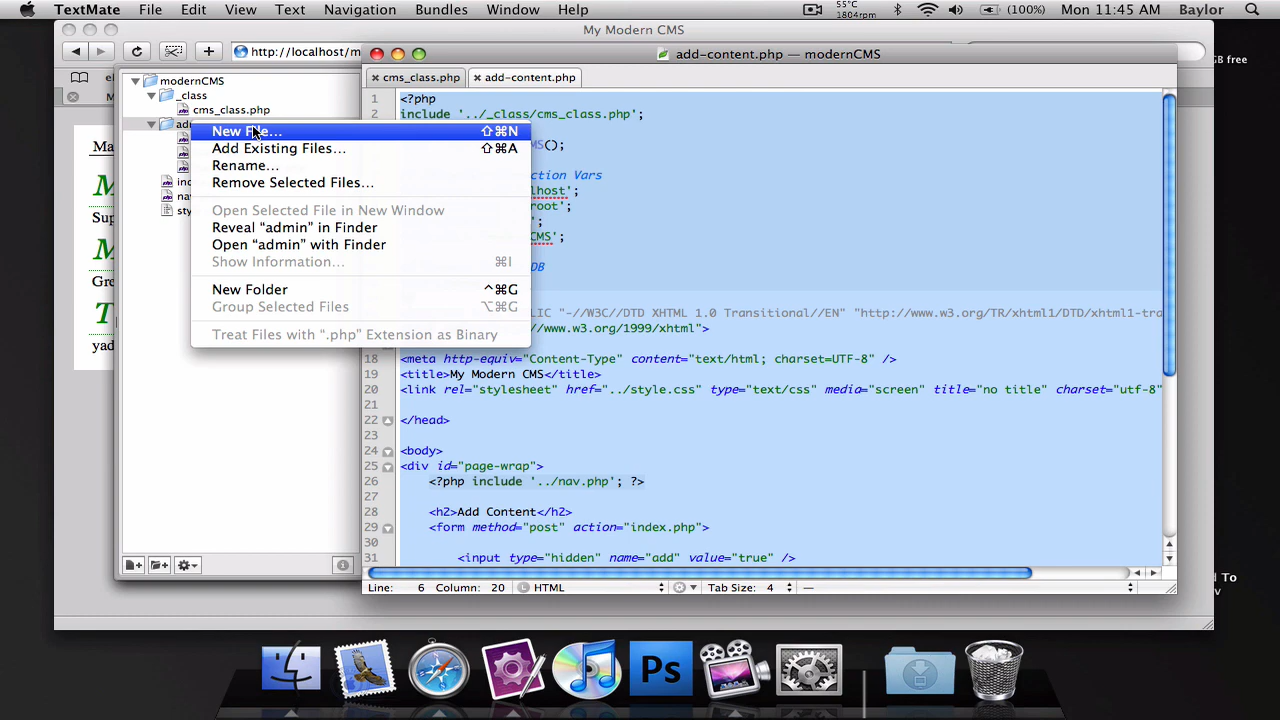 TextMate File Edit View Text Navigation Bundles Window Help 55°C 1804rpm (100%) Mon 11:45 AM Baylor
My Modern CMS
http://localhost/m
add-content.php — modernCMS
GB free
cms_class.php add-content.php
modernCMS
_class
cms_class.php
New File...
⇧⌘N
Add Existing Files...
⇧⌘A
Rename...
Remove Selected Files...
Open Selected File in New Window
Reveal “admin” in Finder
Open “admin” with Finder
Show Information...
⌘I
New Folder
^⌘G
Group Selected Files
⌥⌘G
Treat Files with “.php” Extension as Binary
1 <?php
2 include '../_class/cms_class.php';
MS();
ction Vars
lhost';
root';
';
CMS';
DB
LIC "-//W3C//DTD XHTML 1.0 Transitional//EN" "http://www.w3.org/TR/xhtml1/DTD/xhtml1-tra
//www.w3.org/1999/xhtml">
18 <meta http-equiv="Content-Type" content="text/html; charset=UTF-8" />
19 <title>My Modern CMS</title>
20 <link rel="stylesheet" href="../style.css" type="text/css" media="screen" title="no title" charset="utf-8"
21
22 </head>
23
24 <body>
25 <div id="page-wrap">
26 <?php include '../nav.php'; ?>
27
28 <h2>Add Content</h2>
29 <form method="post" action="index.php">
30
31 <input type="hidden" name="add" value="true" />
Line: 6 Column: 20 HTML Tab Size: 4 —
Ma
M
Sup
M
Gre
T
yad
ind
nav
sty
d To
v
Ps